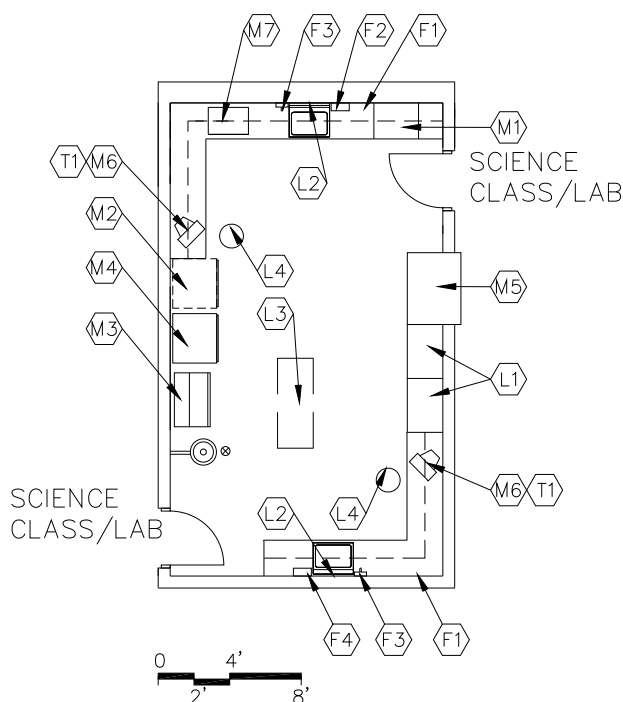 M7 F3 F2 F1
M1
T1 M6
L2
SCIENCE
CLASS/LAB
M2
L4
M4
M5
L3
M3
L1
SCIENCE
CLASS/LAB
L2
L4
M6 T1
F4 F3 F1
0 4'
2' 8'